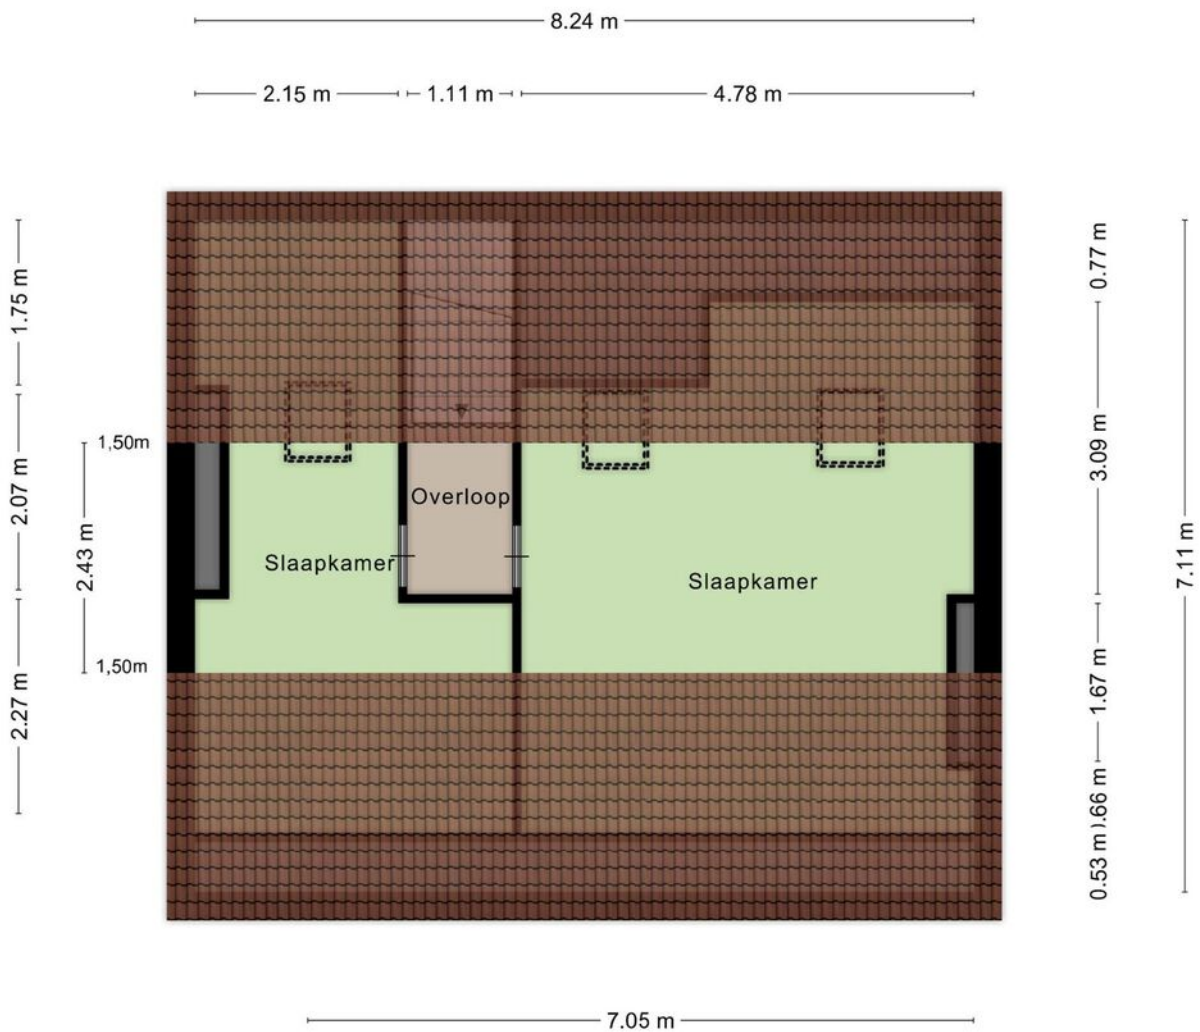 8.24 m
2.15 m
1.11 m
4.78 m
0.77 m
1.75 m
1,50m
3.09 m
2.07 m
Overloop
2.43 m
7.11 m
Slaapkamer
Slaapkamer
1,50m
1.67 m
2.27 m
.66 m
0.53 m
7.05 m